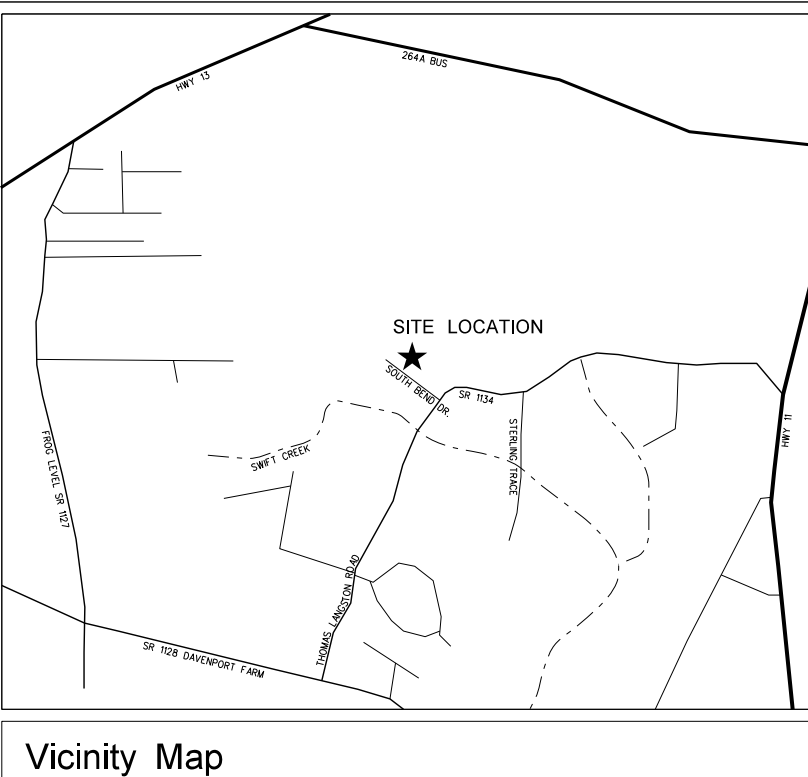 HWY 13
264A BUS
SITE LOCATION
SOUTH BEND DR.
SR 1134
HWY 11
STERLING TRACE
SWIFT CREEK
FROG LEVEL SR 1127
THOMAS LANGSTON ROAD
SR 1128 DAVENPORT FARM
Vicinity Map